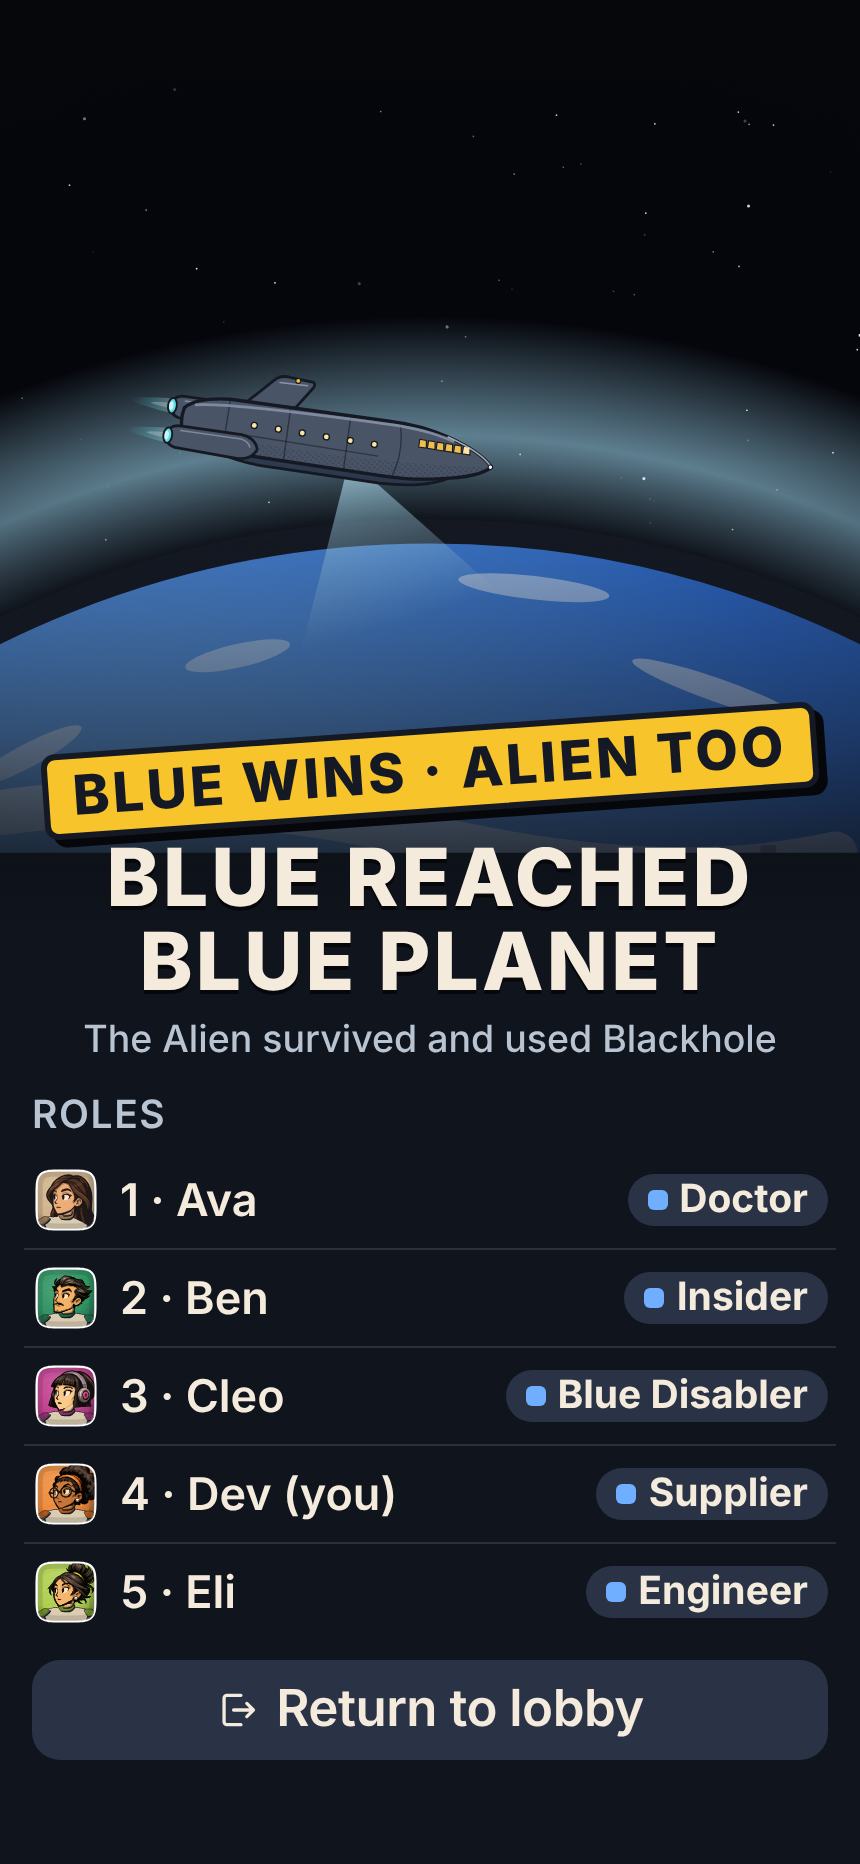 BLUE WINS · ALIEN TOO
BLUE REACHED
BLUE PLANET
The Alien survived and used Blackhole
ROLES
1 · Ava
Doctor
2 · Ben
Insider
3 · Cleo
Blue Disabler
4 · Dev (you)
Supplier
5 · Eli
Engineer
Return to lobby